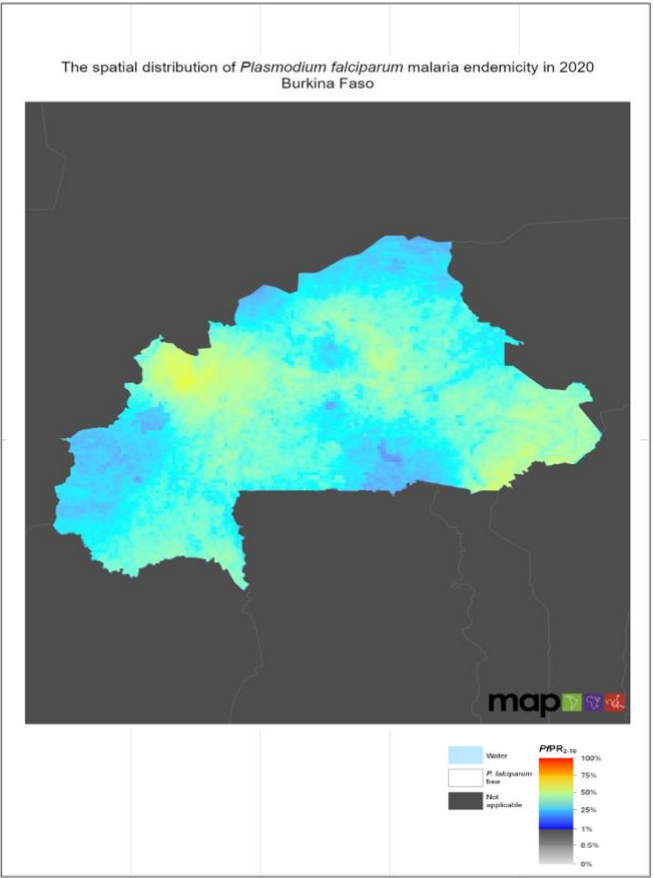 The spatial distribution of Plasmodium falciparum malaria endemicity in 2020
Burkina Faso
map
Water
P. falciparum
free
Not
applicable
PfPR2-10
100%
75%
50%
25%
1%
0.5%
0%